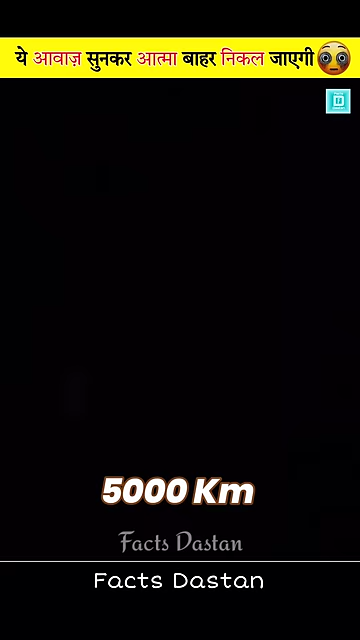 ये आवाज़ सुनकर आत्मा बाहर निकल जाएगी
5000 Km
Facts Dastan
Facts Dastan